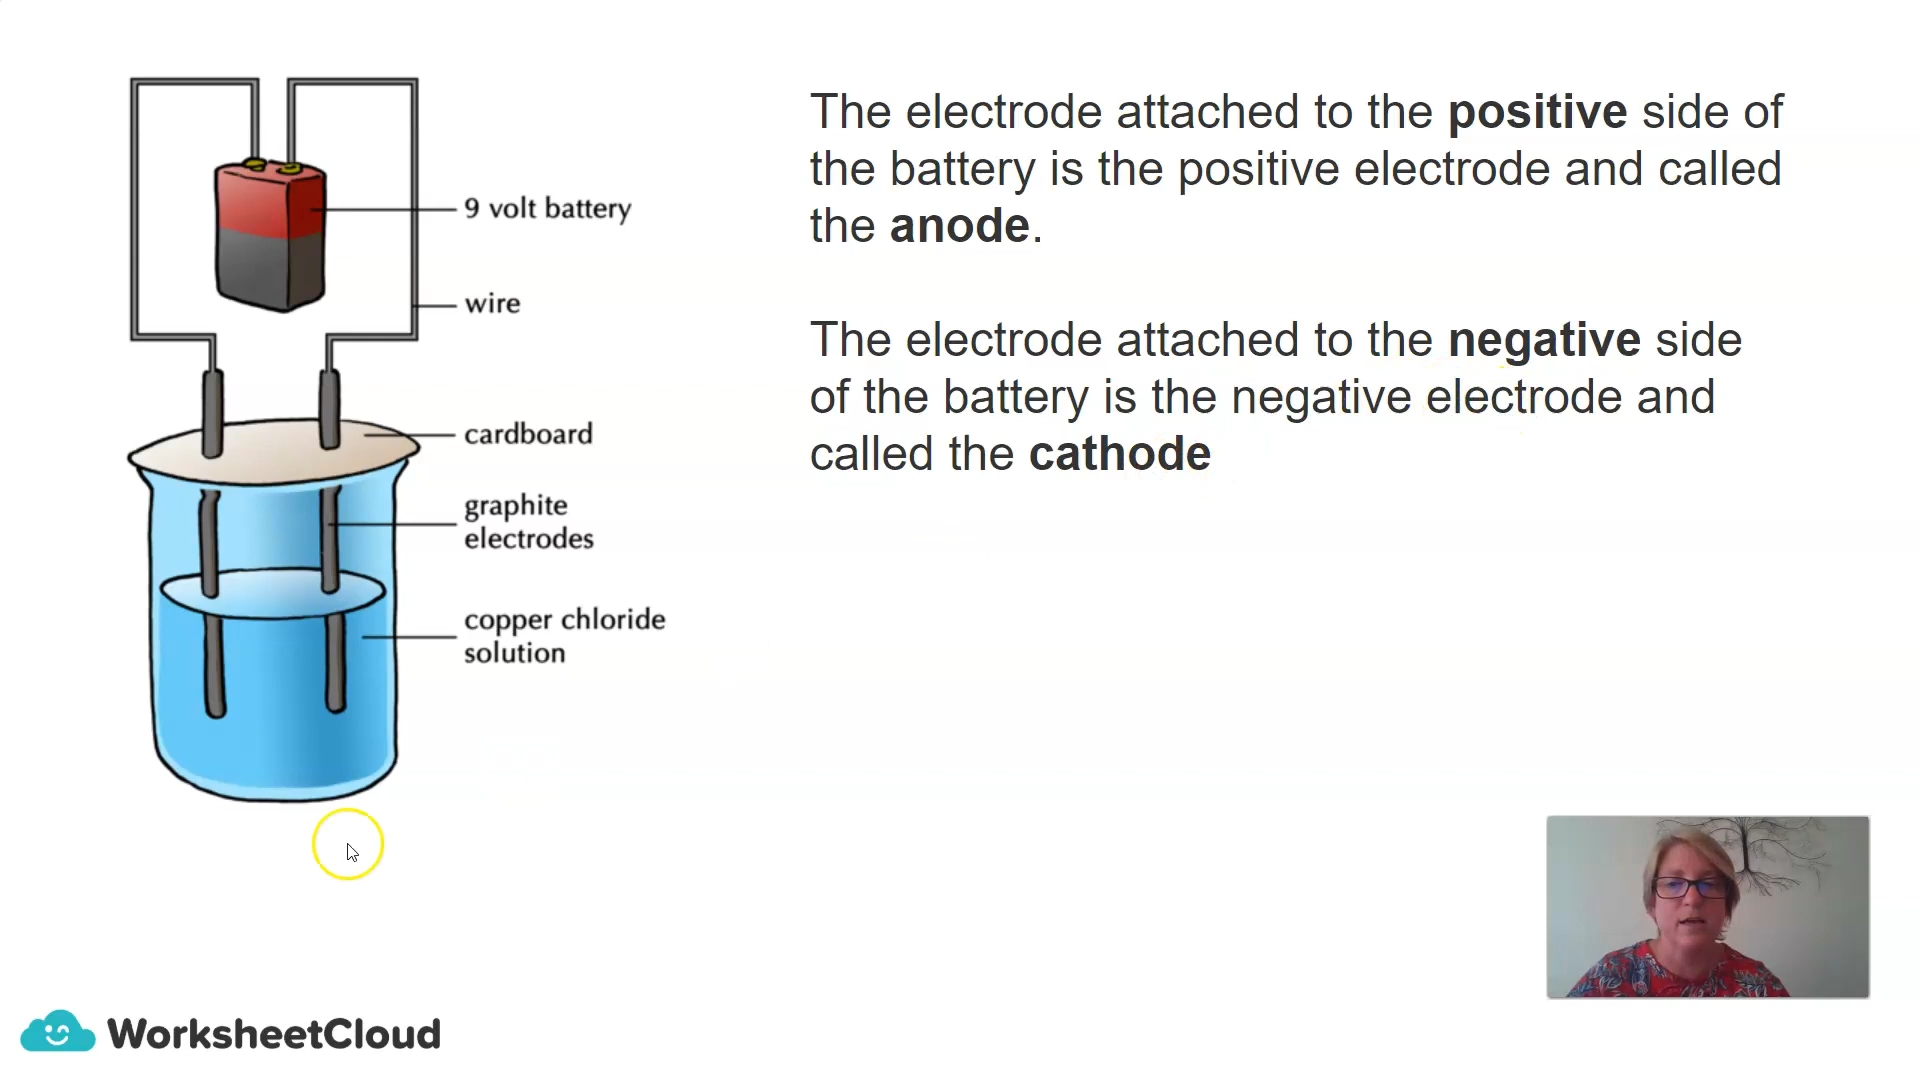 9 volt battery
wire
cardboard
graphite
electrodes
copper chloride
solution
The electrode attached to the positive side of
the battery is the positive electrode and called
the anode.
The electrode attached to the negative side
of the battery is the negative electrode and
called the cathode
WorksheetCloud